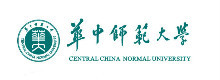 華中師範大學
CENTRAL CHINA NORMAL UNIVERSITY